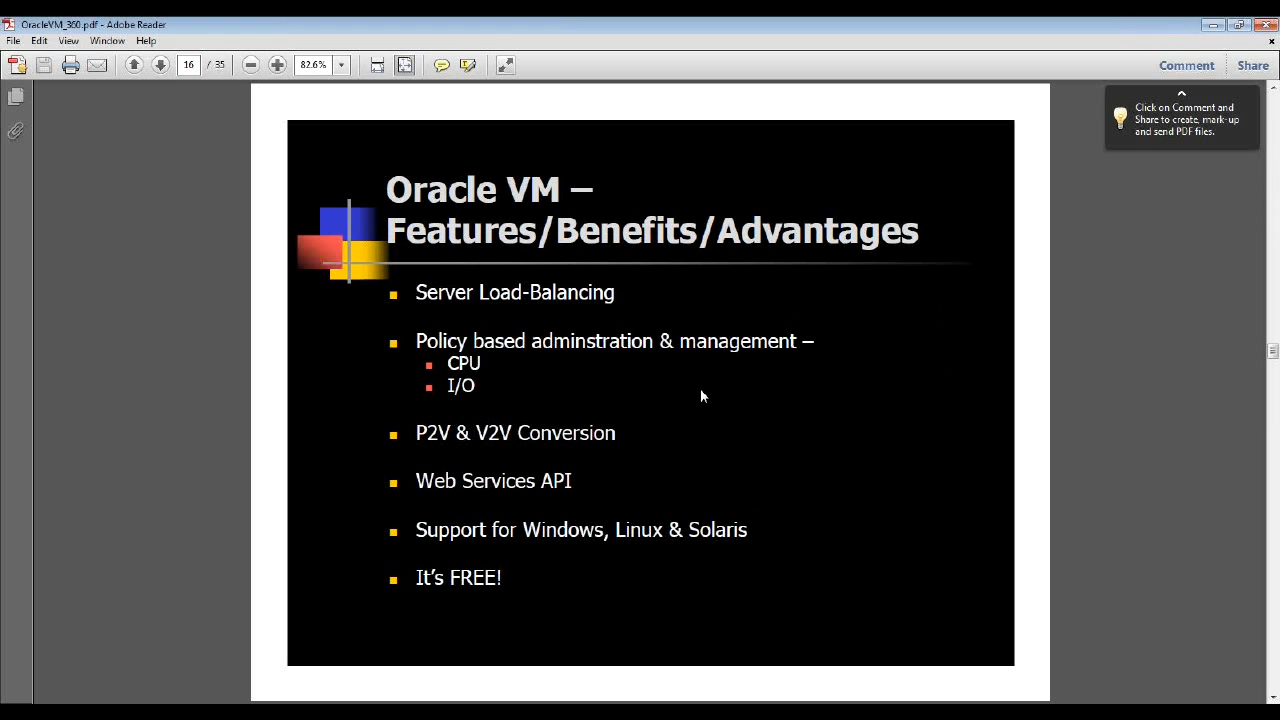 OracleVM_360.pdf - Adobe Reader
File Edit View Window Help
16 / 35 82.6% Comment Share
Click on Comment and
Share to create, mark-up
and send PDF files.
Oracle VM –
Features/Benefits/Advantages
Server Load-Balancing
Policy based adminstration & management –
CPU
I/O
P2V & V2V Conversion
Web Services API
Support for Windows, Linux & Solaris
It's FREE!